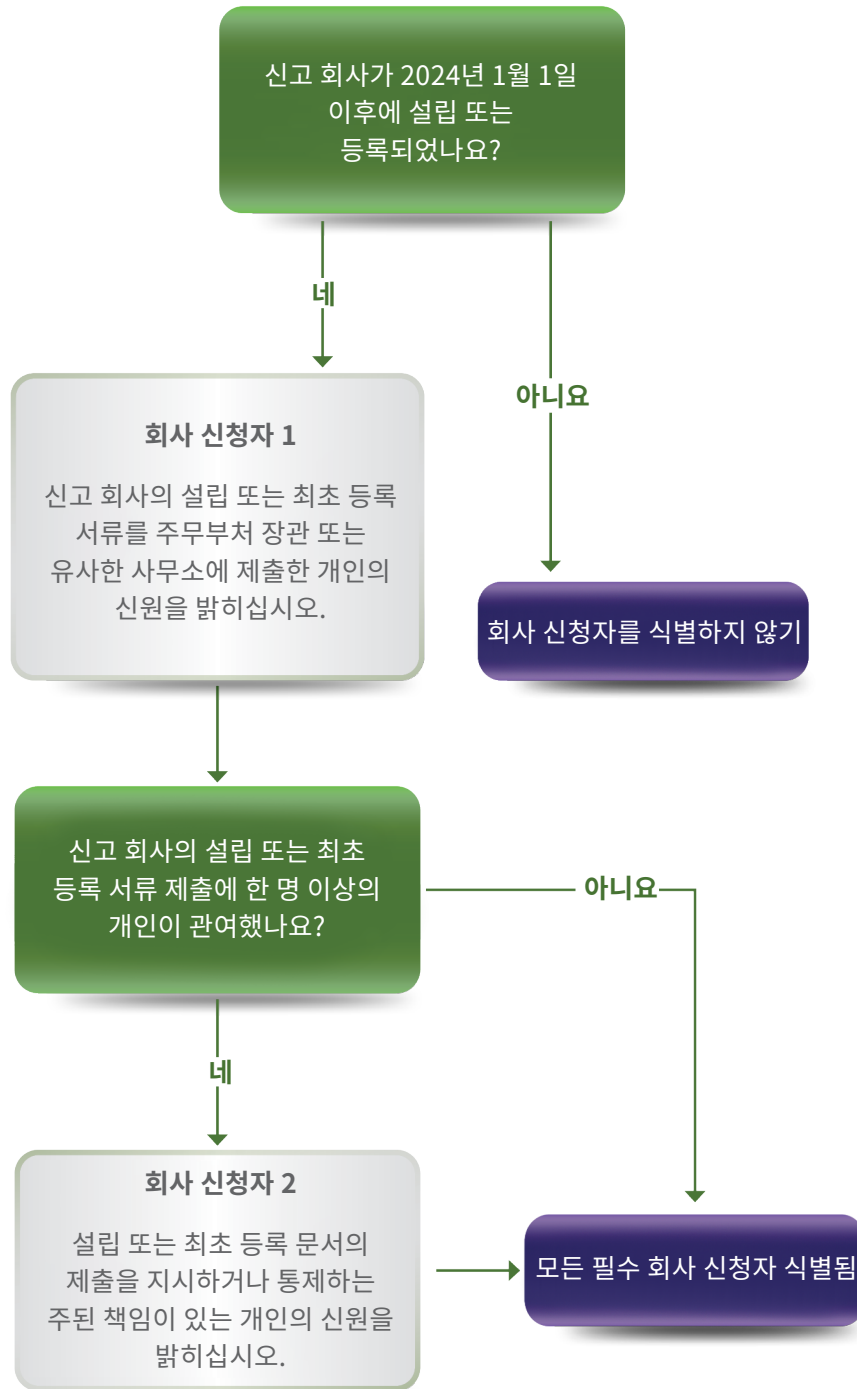 신고 회사가 2024년 1월 1일
이후에 설립 또는
등록되었나요?
네
아니요
회사 신청자 1
신고 회사의 설립 또는 최초 등록
서류를 주무부처 장관 또는
유사한 사무소에 제출한 개인의
신원을 밝히십시오.
회사 신청자를 식별하지 않기
신고 회사의 설립 또는 최초
등록 서류 제출에 한 명 이상의
개인이 관여했나요?
아니요
네
회사 신청자 2
설립 또는 최초 등록 문서의
제출을 지시하거나 통제하는
주된 책임이 있는 개인의 신원을
밝히십시오.
모든 필수 회사 신청자 식별됨